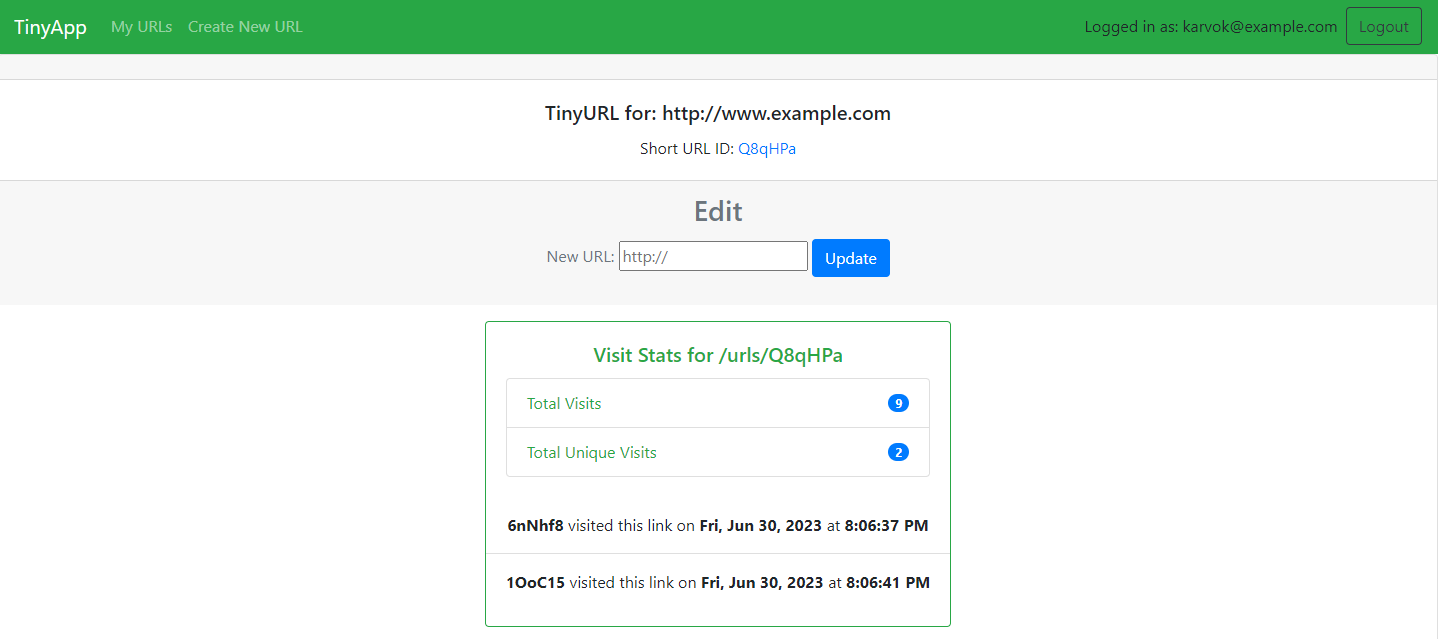 TinyApp My URLs Create New URL Logged in as: karvok@example.com Logout
TinyURL for: http://www.example.com
Short URL ID: Q8qHPa
Edit
New URL: http:// Update
Visit Stats for /urls/Q8qHPa
Total Visits 9
Total Unique Visits 2
6nNhf8 visited this link on Fri, Jun 30, 2023 at 8:06:37 PM
1OoC15 visited this link on Fri, Jun 30, 2023 at 8:06:41 PM